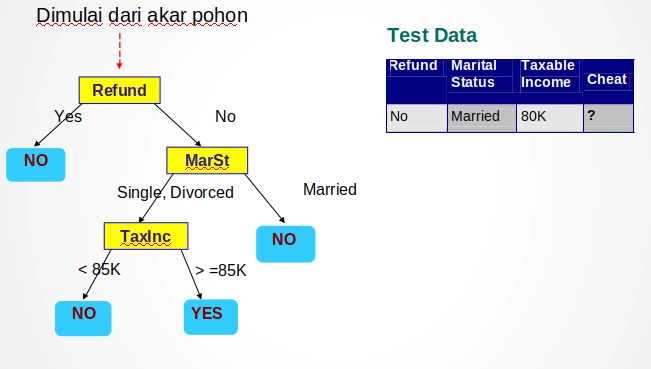 Dimulai dari akar pohon
Test Data
Refund Marital Status Taxable Income Cheat
No Married 80K ?
Refund
Yes
No
NO
MarSt
Single, Divorced
Married
TaxInc
NO
< 85K
> =85K
NO
YES